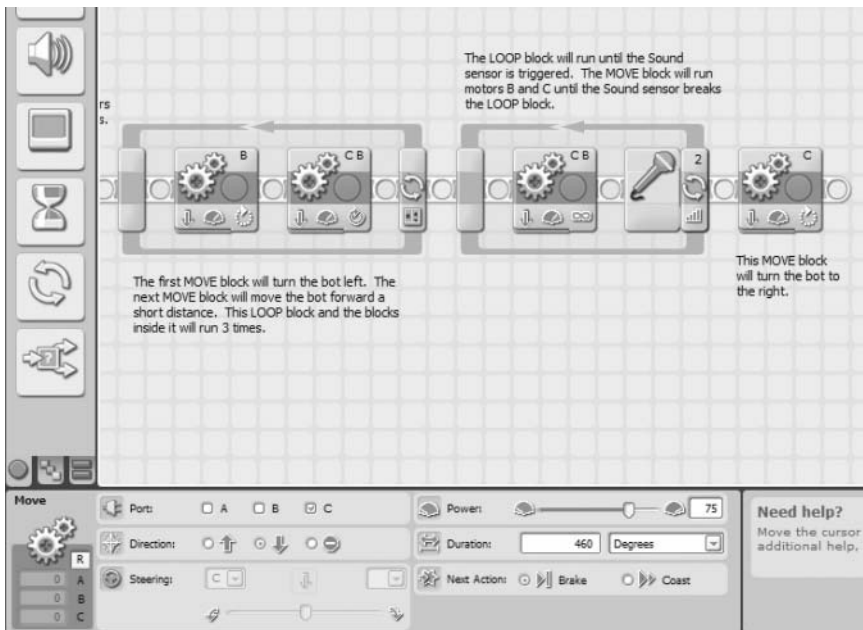 The LOOP block will run until the Sound
sensor is triggered. The MOVE block will run
motors B and C until the Sound sensor breaks
the LOOP block.
rs
s.
B
C B
C B
2
C
The first MOVE block will turn the bot left. The
next MOVE block will move the bot forward a
short distance. This LOOP block and the blocks
inside it will run 3 times.
This MOVE block
will turn the bot to
the right.
Move
R
0 A
0 B
0 C
Port: A B C
Direction:
Steering: C
Power: 75
Duration: 460 Degrees
Next Action: Brake Coast
Need help?
Move the cursor
additional help,